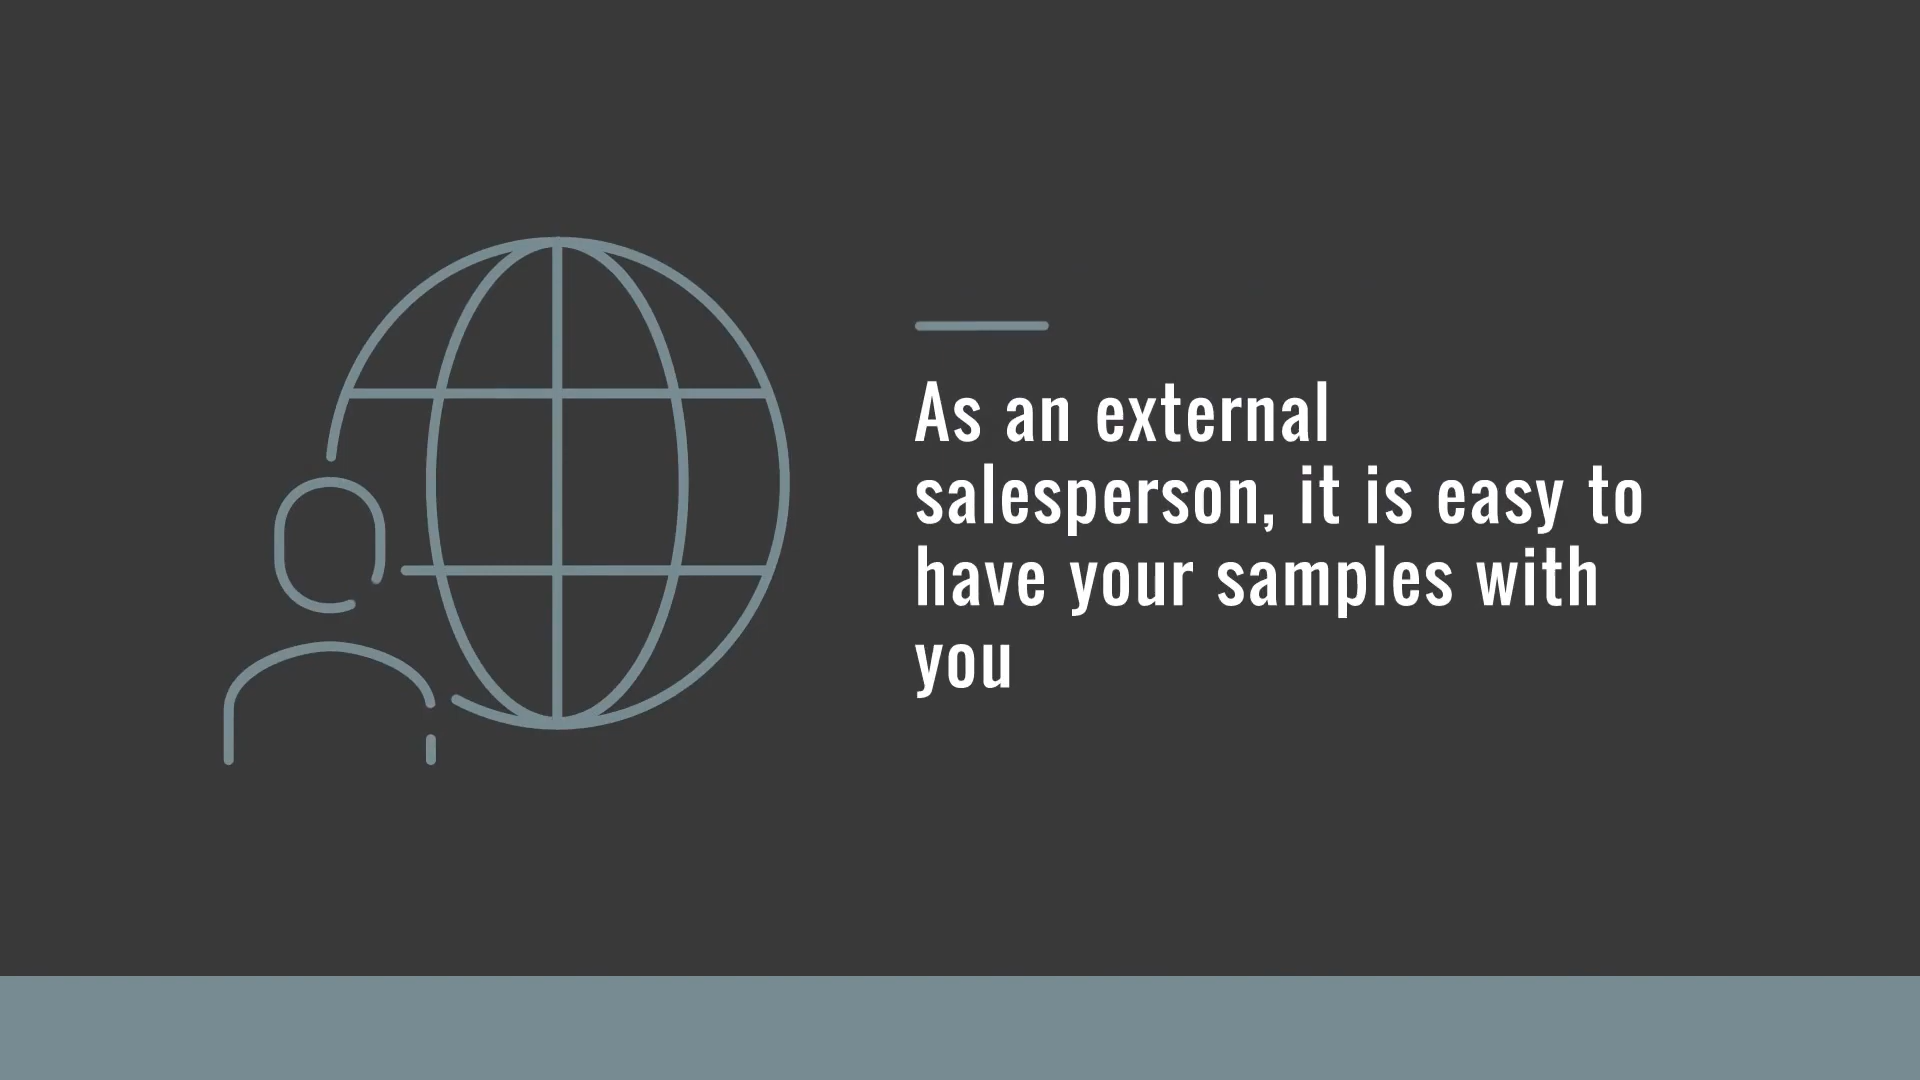 As an external
salesperson, it is easy to
have your samples with
you